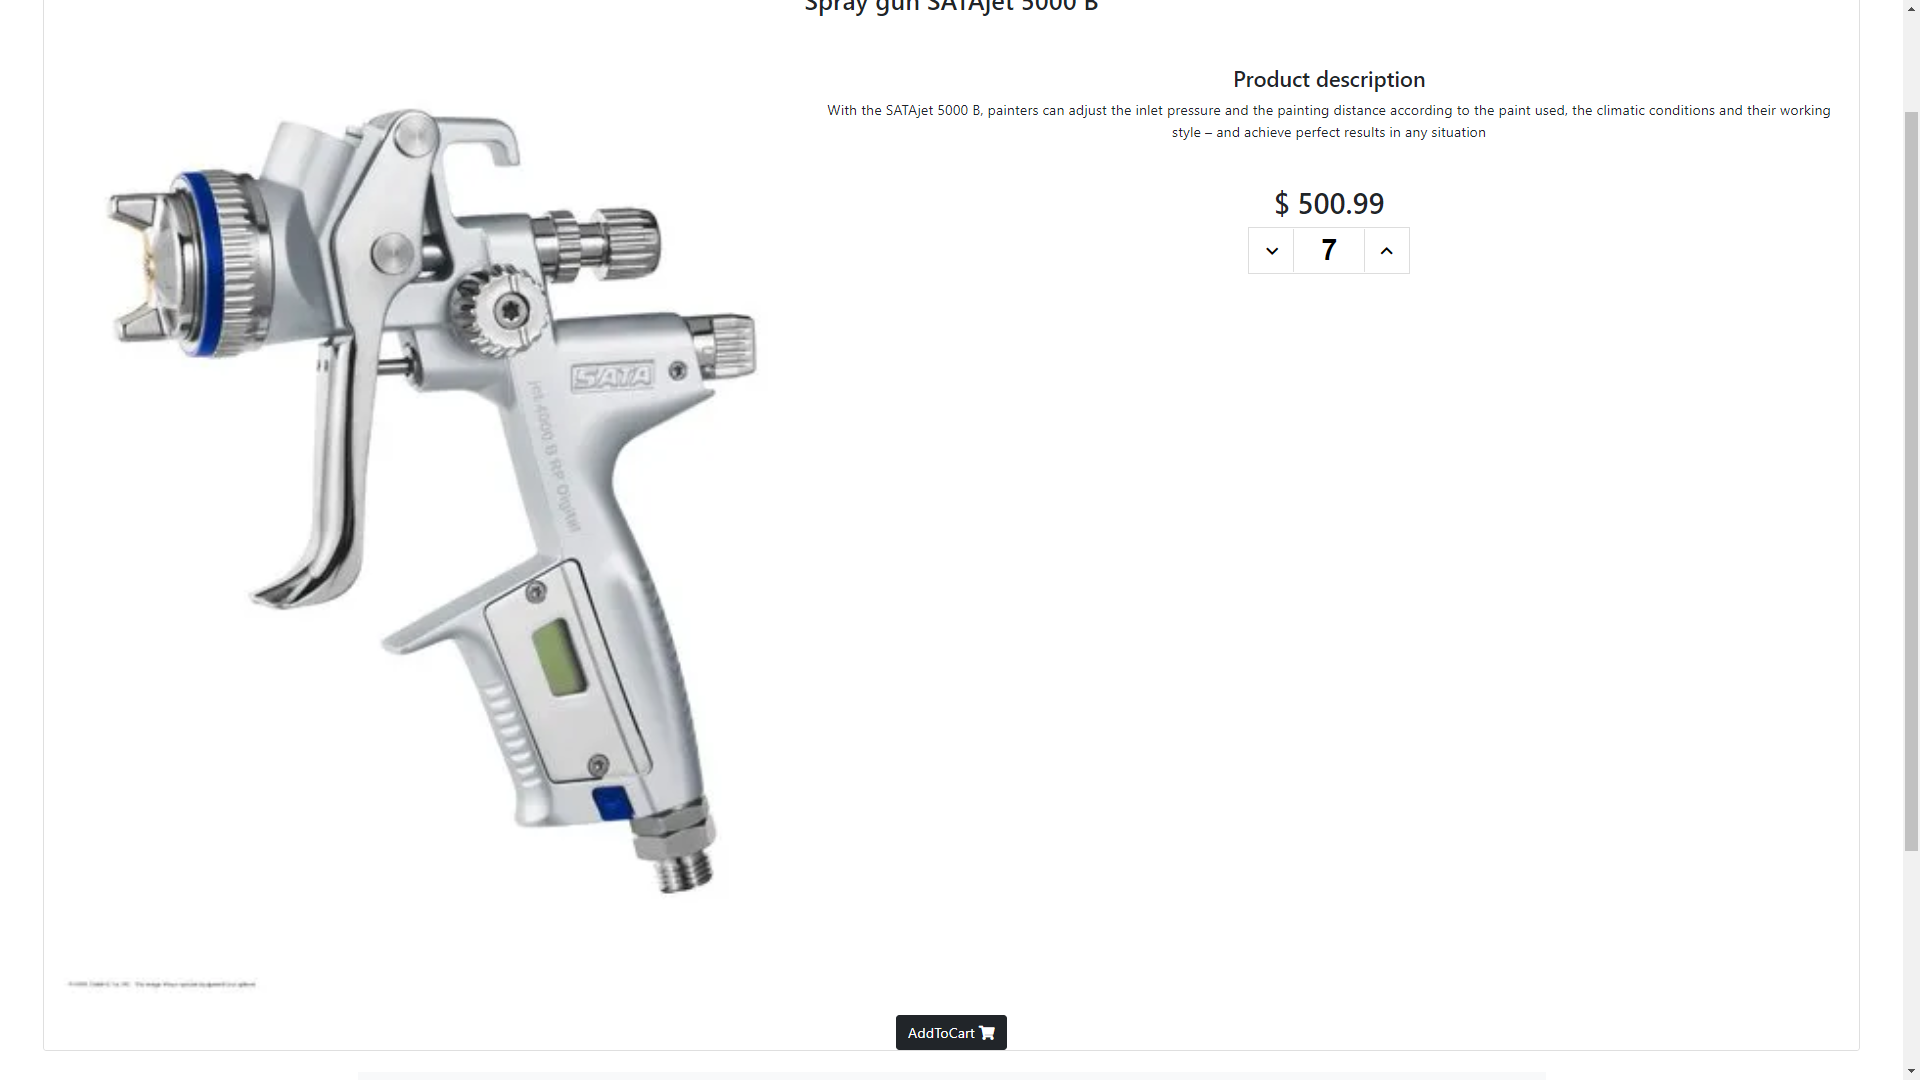 Spray gun SATAjet 5000 B
Product description
With the SATAjet 5000 B, painters can adjust the inlet pressure and the painting distance according to the paint used, the climatic conditions and their working
style – and achieve perfect results in any situation
$ 500.99
7
SATA
jet 4000 B RP Digital
AddToCart